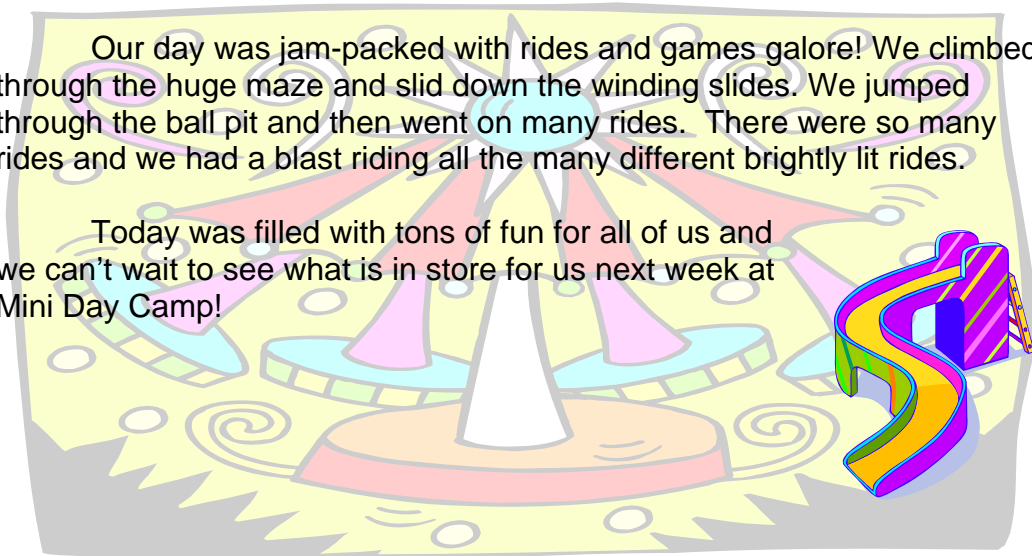 Our day was jam-packed with rides and games galore! We climbed
through the huge maze and slid down the winding slides. We jumped
through the ball pit and then went on many rides.  There were so many
rides and we had a blast riding all the many different brightly lit rides.
Today was filled with tons of fun for all of us and
we can't wait to see what is in store for us next week at
Mini Day Camp!